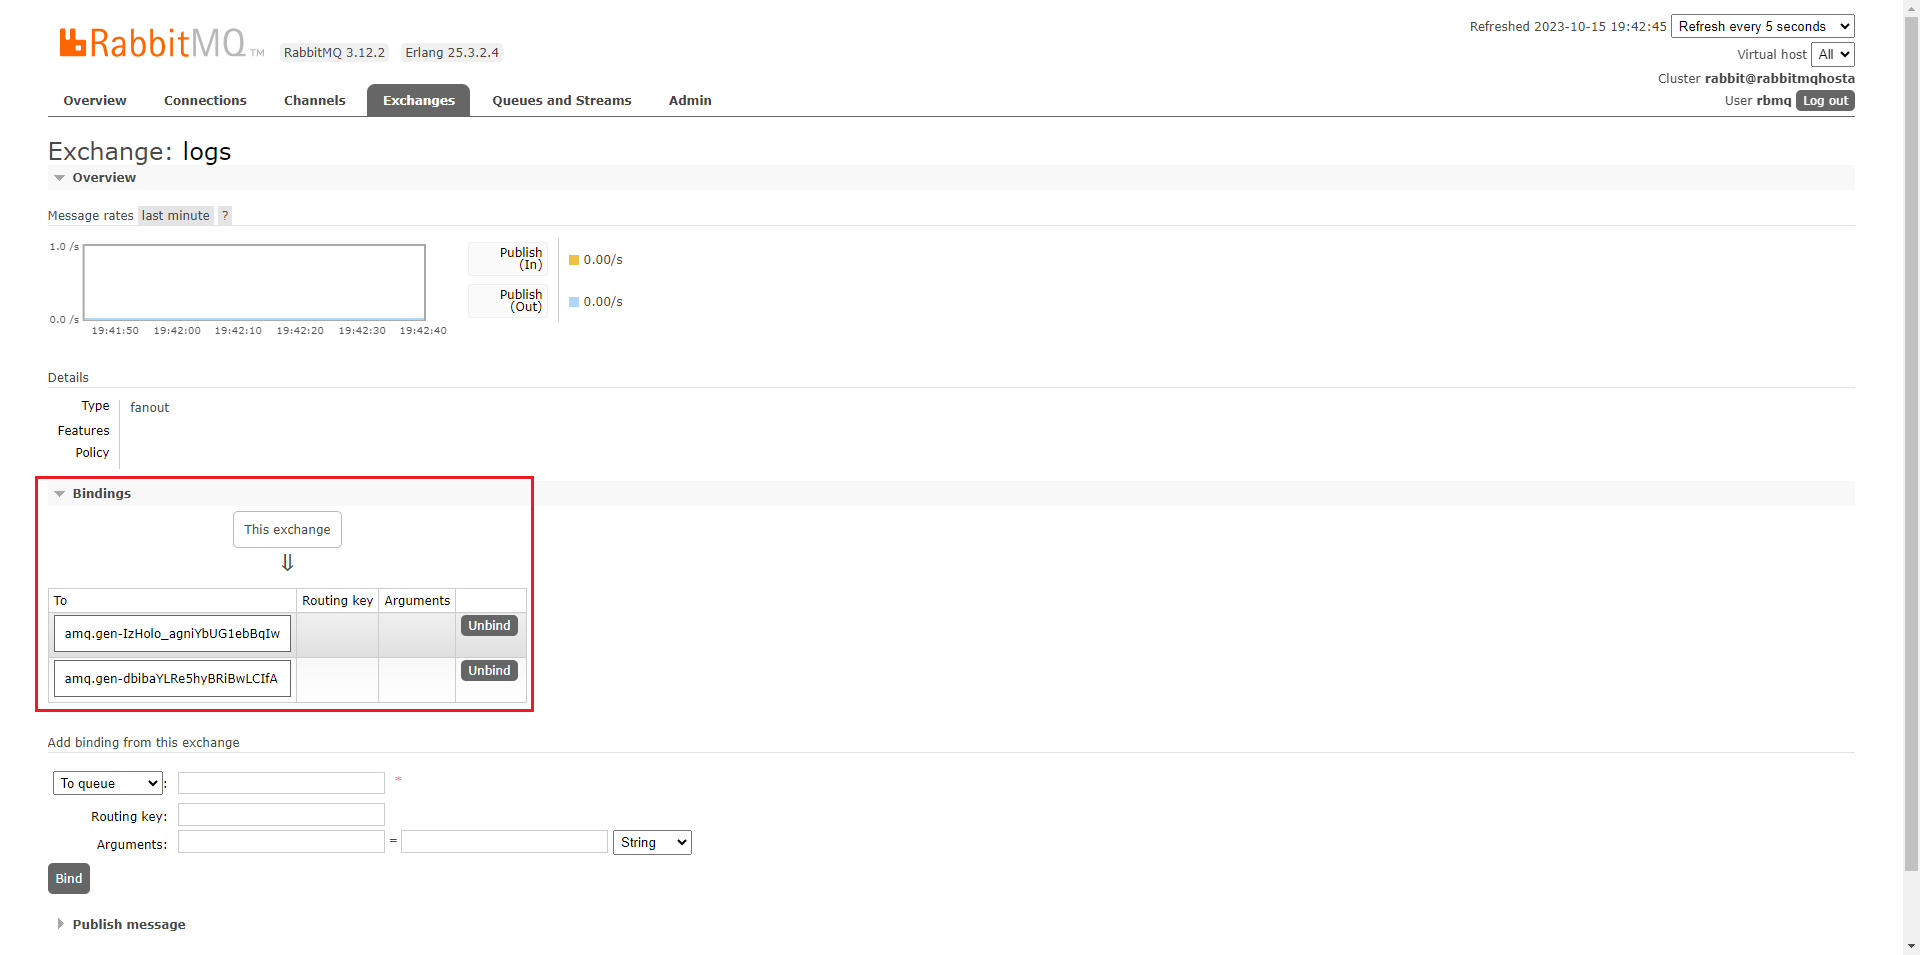 RabbitMQ TM RabbitMQ 3.12.2 Erlang 25.3.2.4
Refreshed 2023-10-15 19:42:45 Refresh every 5 seconds
Virtual host All
Cluster rabbit@rabbitmqhosta
User rbmq Log out
Overview Connections Channels Exchanges Queues and Streams Admin
Exchange: logs
Overview
Message rates last minute ?
1.0 /s
0.0 /s
19:41:50 19:42:00 19:42:10 19:42:20 19:42:30 19:42:40
Publish
(In)
0.00/s
Publish
(Out)
0.00/s
Details
Type fanout
Features
Policy
Bindings
This exchange
⇓
To Routing key Arguments
amq.gen-IzHolo_agniYbUG1ebBqIw Unbind
amq.gen-dbibaYLRe5hyBRiBwLCIfA Unbind
Add binding from this exchange
To queue : *
Routing key:
Arguments: = String
Bind
Publish message